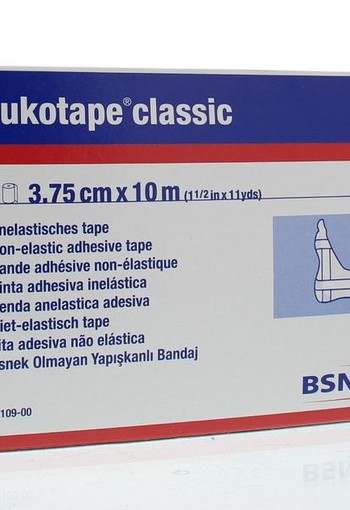 ukotape® classic
3.75 cm x 10 m (1 1/2 in x 11 yds)
nelastisches tape
on-elastic adhesive tape
ande adhésive non-élastique
inta adhesiva inelástica
enda anelastica adesiva
iet-elastisch tape
ita adesiva não elástica
snek Olmayan Yapışkanlı Bandaj
BSN
109-00